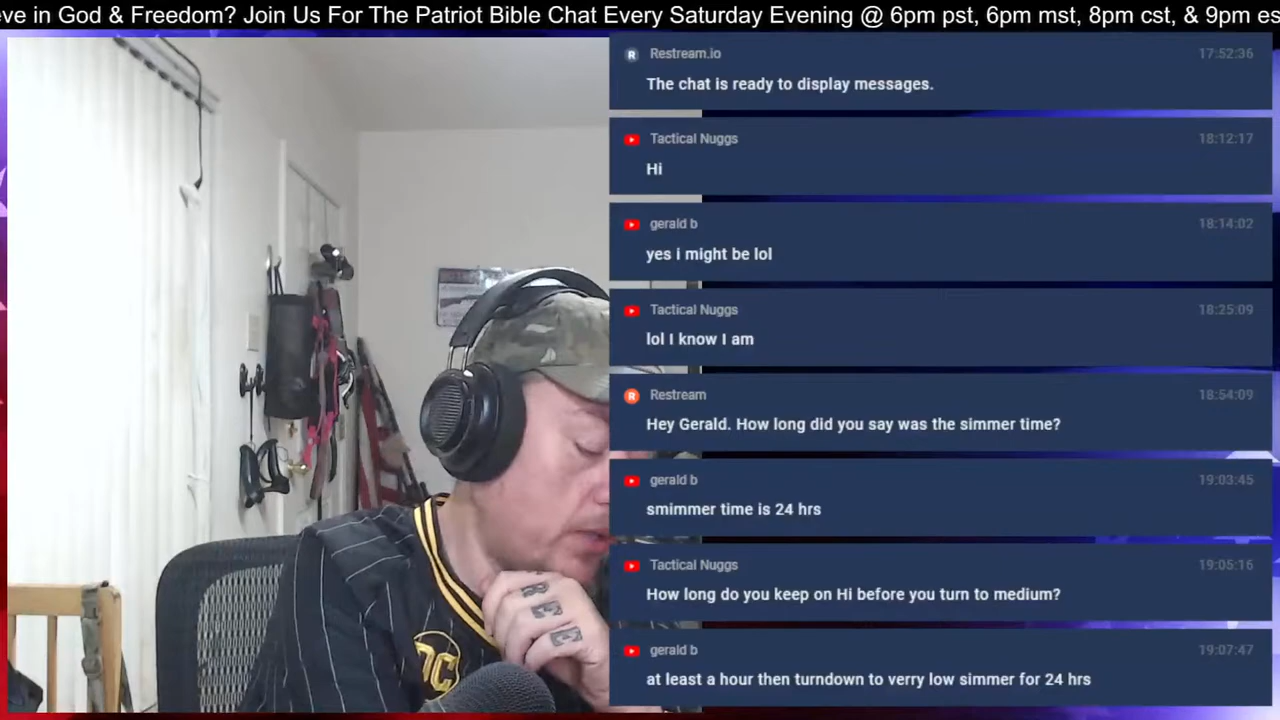 eve in God & Freedom? Join Us For The Patriot Bible Chat Every Saturday Evening @ 6pm pst, 6pm mst, 8pm cst, & 9pm es
R Restream.io 17:52:36
The chat is ready to display messages.
Tactical Nuggs 18:12:17
Hi
gerald b 18:14:02
yes i might be lol
Tactical Nuggs 18:25:09
lol I know I am
R Restream 18:54:09
Hey Gerald. How long did you say was the simmer time?
gerald b 19:03:45
smimmer time is 24 hrs
Tactical Nuggs 19:05:16
How long do you keep on Hi before you turn to medium?
gerald b 19:07:47
at least a hour then turndown to verry low simmer for 24 hrs
REE